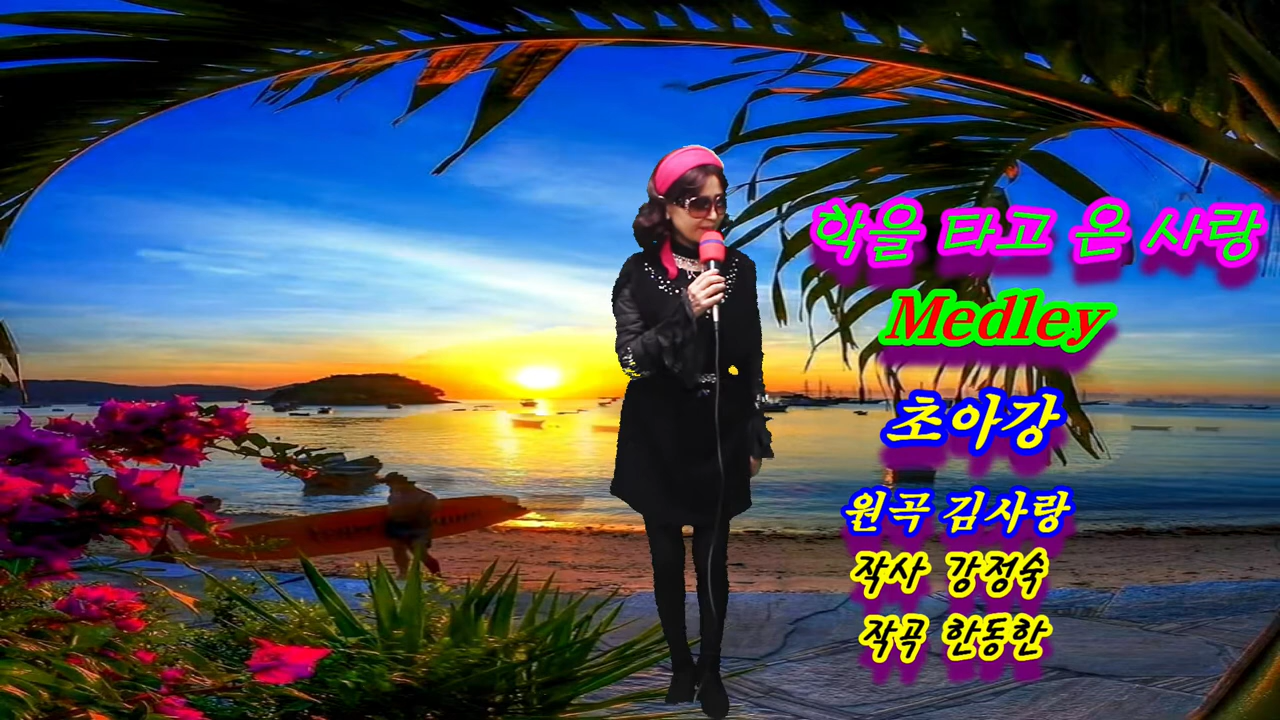 학을 타고 온 사랑
Medley
초아강
원곡 김사랑
작사 강정숙
작곡 한동한